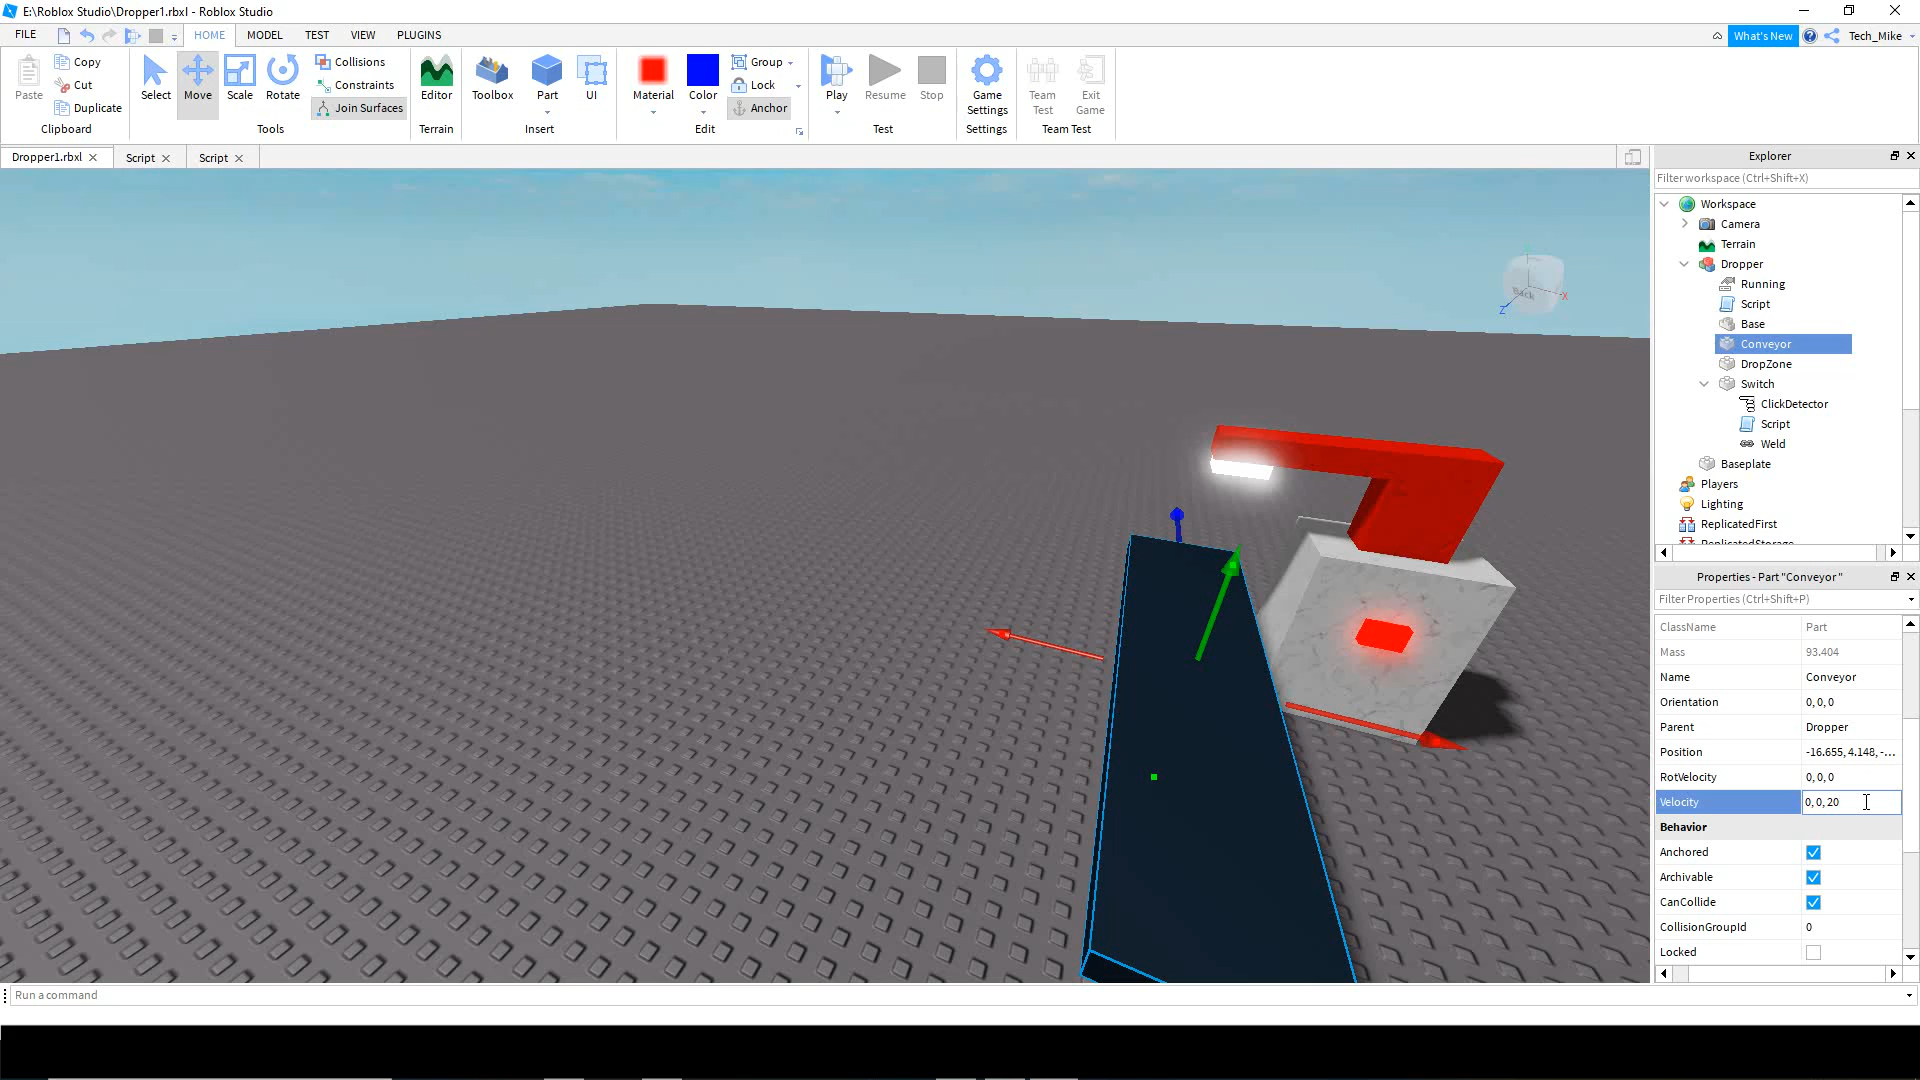 E:\Roblox Studio\Dropper1.rbxl - Roblox Studio
FILE HOME MODEL TEST VIEW PLUGINS What's New Tech_Mike
Paste Copy Cut Duplicate
Select Move Scale Rotate
Collisions Constraints Join Surfaces
Editor Toolbox Part UI
Material Color Group Lock Anchor
Play Resume Stop
Game Settings
Team Test
Exit Game
Clipboard Tools Terrain Insert Edit Test Settings Team Test
Dropper1.rbxl Script Script
Explorer
Filter workspace (Ctrl+Shift+X)
Workspace
Camera
Terrain
Dropper
Running
Script
Base
Conveyor
DropZone
Switch
ClickDetector
Script
Weld
Baseplate
Players
Lighting
ReplicatedFirst
ReplicatedStorage
Back
X
Z
Properties - Part "Conveyor "
Filter Properties (Ctrl+Shift+P)
ClassName Part
Mass 93.404
Name Conveyor
Orientation 0, 0, 0
Parent Dropper
Position -16.655, 4.148, -...
RotVelocity 0, 0, 0
Velocity 0, 0, 20
Behavior
Anchored
Archivable
CanCollide
CollisionGroupId 0
Locked
Run a command